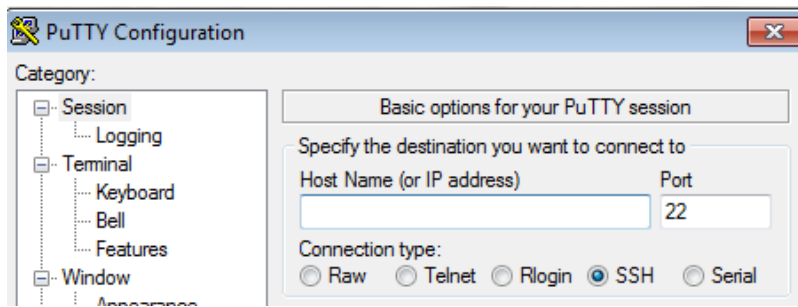 PuTTY Configuration
Category:
Session
Logging
Terminal
Keyboard
Bell
Features
Window
Appearance
Basic options for your PuTTY session
Specify the destination you want to connect to
Host Name (or IP address) Port
22
Connection type:
Raw Telnet Rlogin SSH Serial